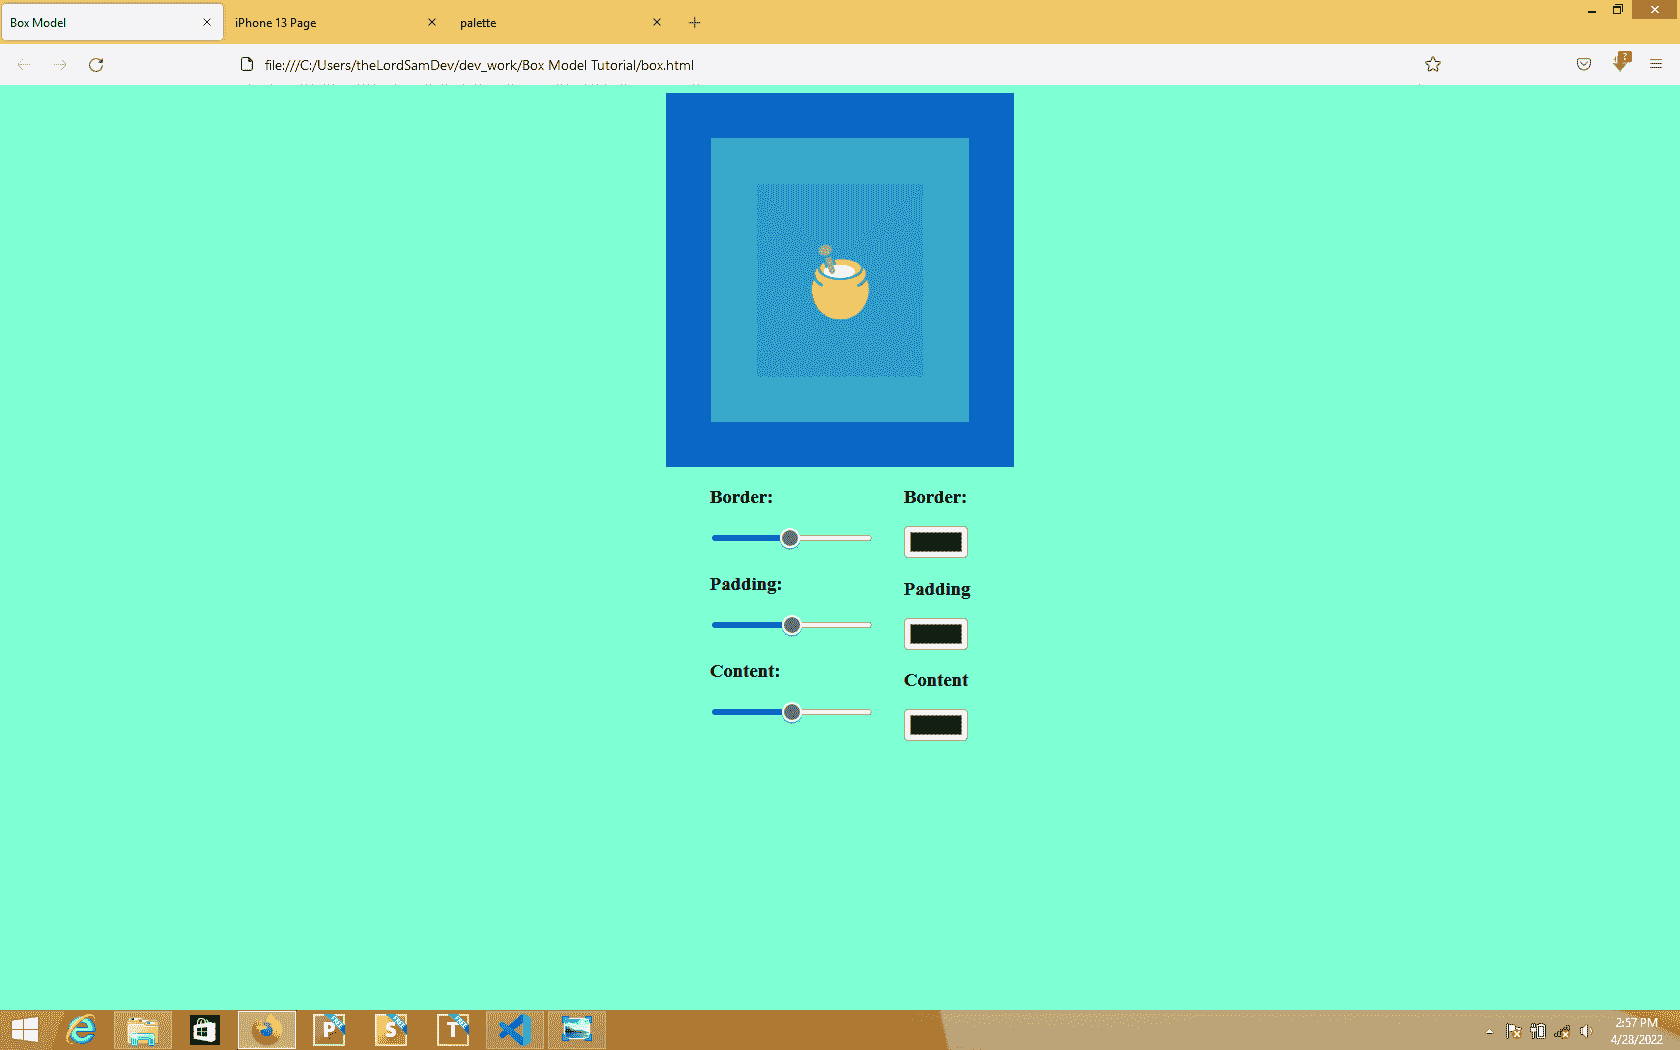 Box Model
iPhone 13 Page
palette
file:///C:/Users/theLordSamDev/dev_work/Box Model Tutorial/box.html
Border:
Border:
Padding:
Padding
Content:
Content
P
S
T
2:57 PM
4/28/2022